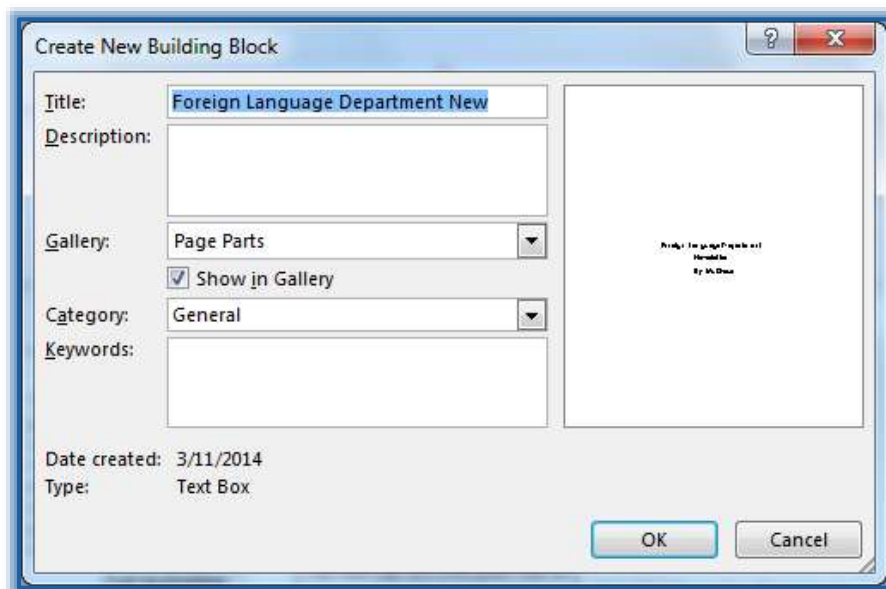 Create New Building Block
?
Title: Foreign Language Department New
Description:
Gallery: Page Parts
Show in Gallery
Category: General
Keywords:
Date created: 3/11/2014
Type: Text Box
OK Cancel